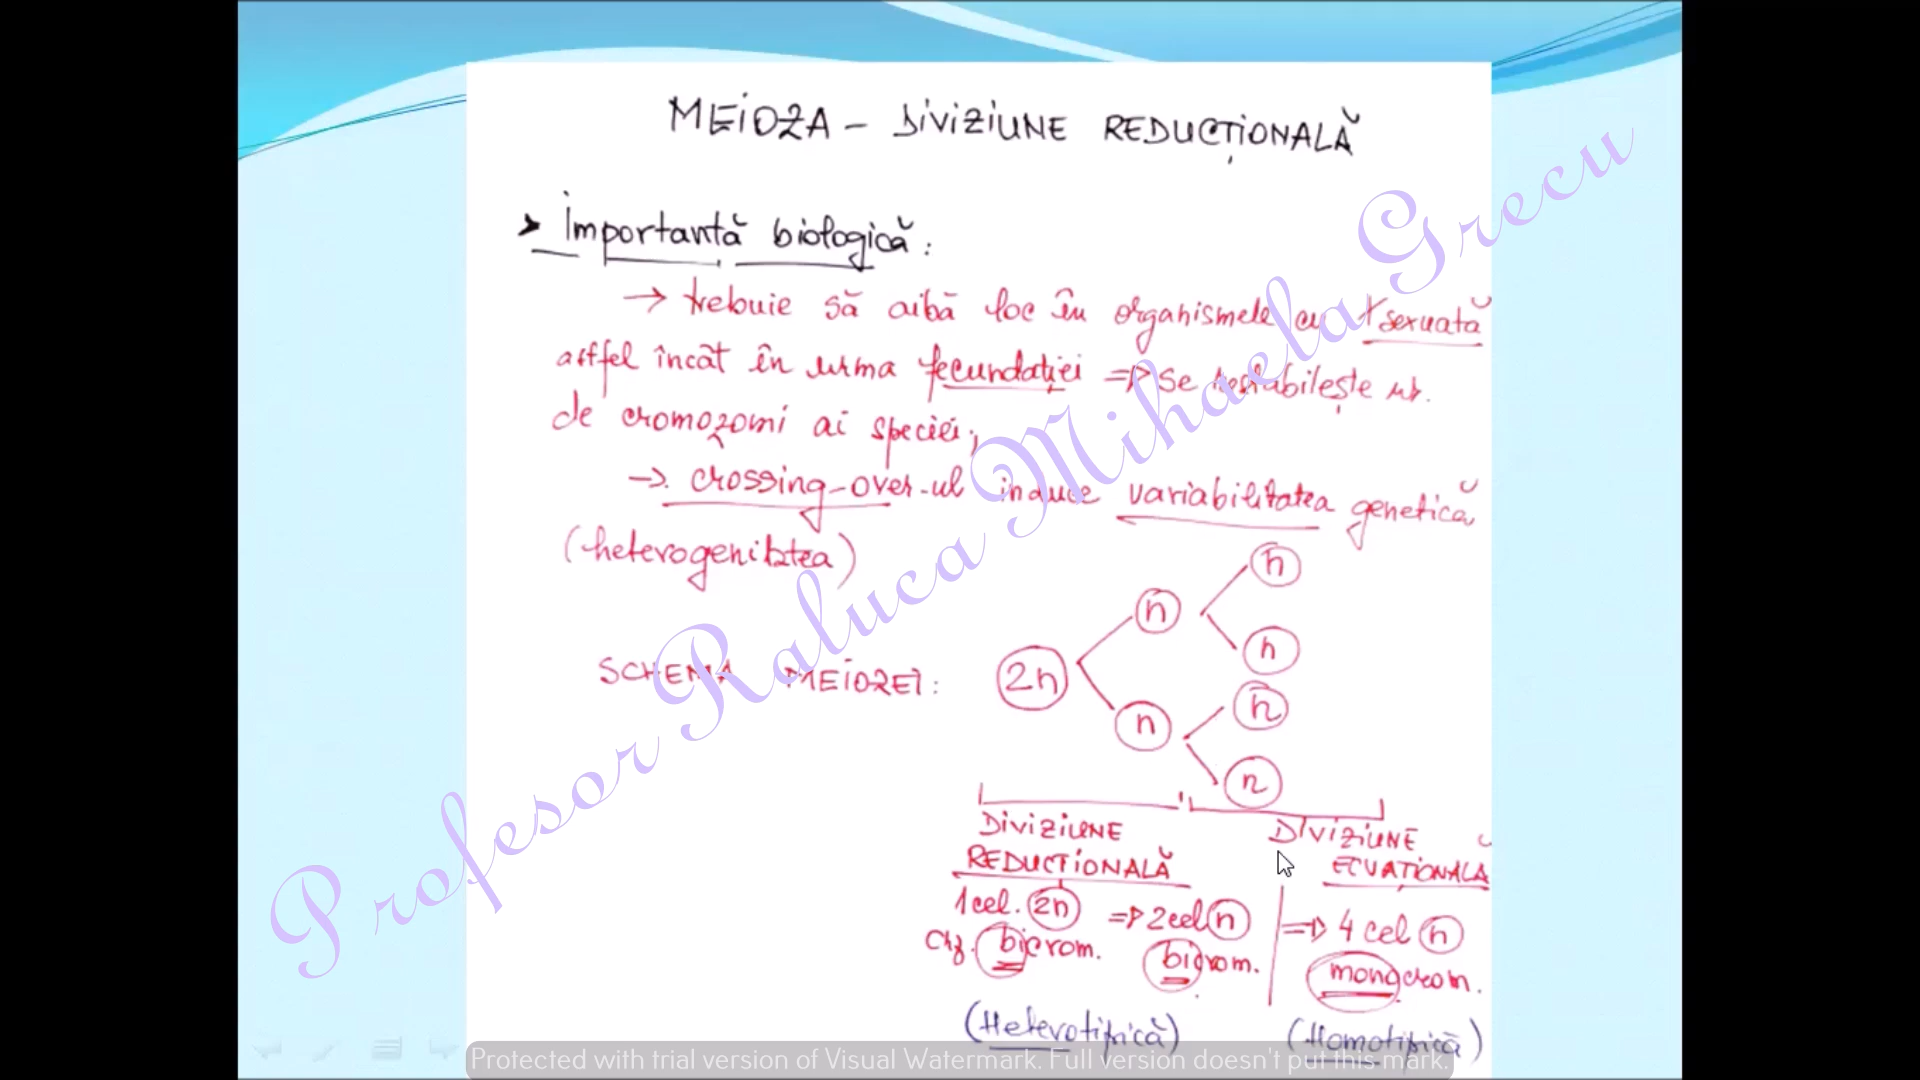 MEIOZA – DIVIZIUNE REDUCȚIONALĂ
➤ Importantă biologică :
→ trebuie să aibă loc în organismele cu ♀ sexuată
astfel încât în urma fecundației ⇒ se restabilește nr.
de cromozomi ai speciei;
→ crossing-over-ul induce variabilitatea genetică
(heterogenitatea)
SCHEMA MEIOZEI :
2n
n
n
n
n
n
n
DIVIZIUNE
REDUCȚIONALĂ
1 cel. 2n ⇒ 2 cel n
crz. bicrom. bicrom.
(Heterotipică)
DIVIZIUNE
ECUAȚIONALĂ
⇒ 4 cel n
monocrom.
(Homotipică)
Profesor Raluca Mihaela Grecu
Protected with trial version of Visual Watermark. Full version doesn't put this mark.